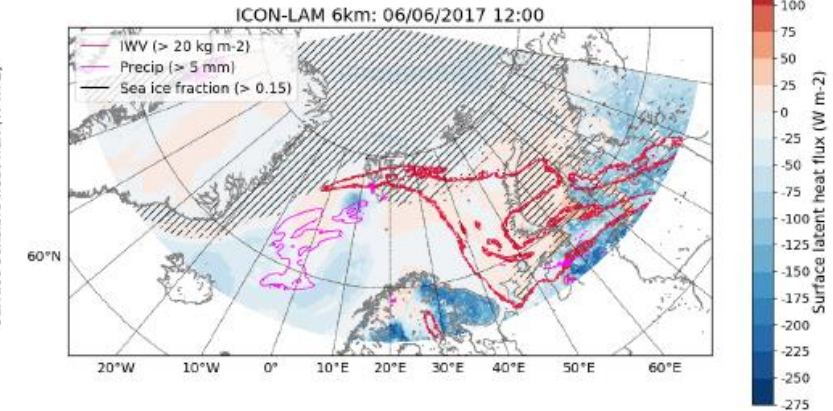 ICON-LAM 6km: 06/06/2017 12:00
IWV (> 20 kg m-2)
Precip (> 5 mm)
Sea ice fraction (> 0.15)
60°N
20°W 10°W 0° 10°E 20°E 30°E 40°E 50°E 60°E
100
75
50
25
0
-25
-50
-75
-100
-125
-150
-175
-200
-225
-250
-275
Surface latent heat flux (W m-2)